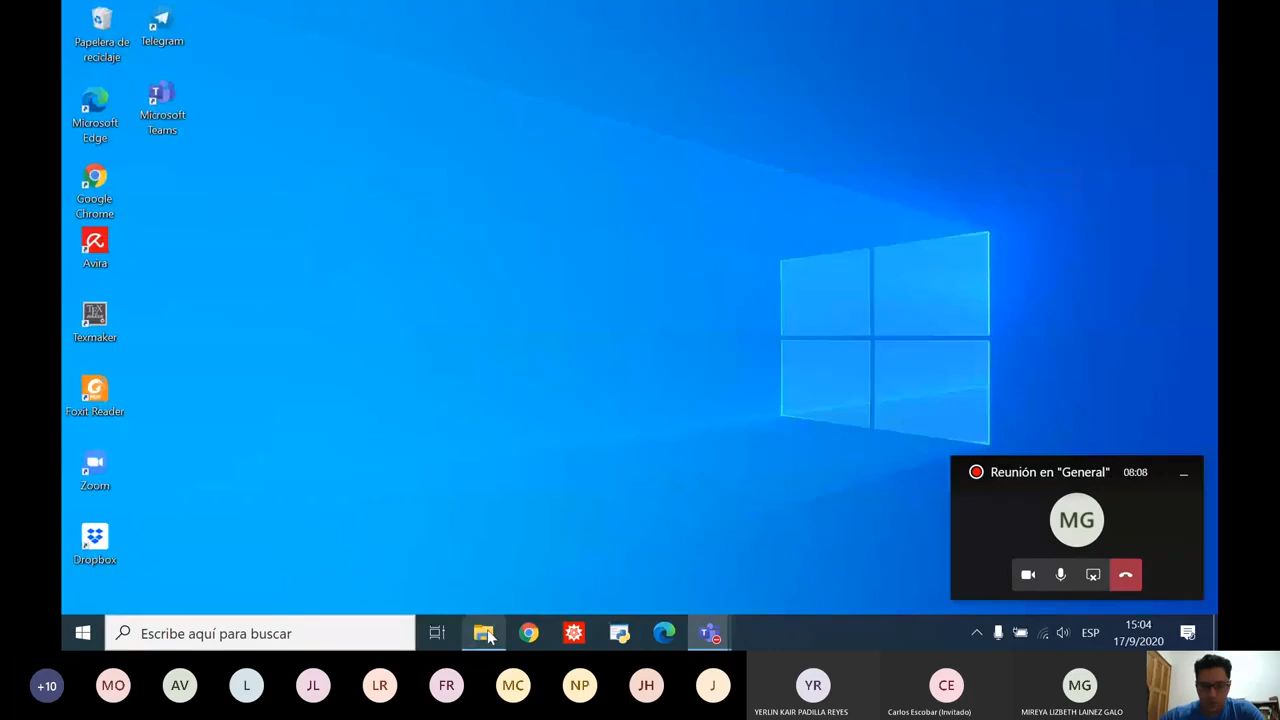 Papelera de
reciclaje
Telegram
Microsoft
Edge
Microsoft
Teams
Google
Chrome
Avira
TEX
MAKER
Texmaker
Foxit Reader
Zoom
Dropbox
Reunión en "General"
08:08
MG
Escribe aquí para buscar
ESP
15:04
17/9/2020
+10
MO
AV
L
JL
LR
FR
MC
NP
JH
J
YR
YERLIN KAIR PADILLA REYES
CE
Carlos Escobar (Invitado)
MG
MIREYA LIZBETH LAINEZ GALO